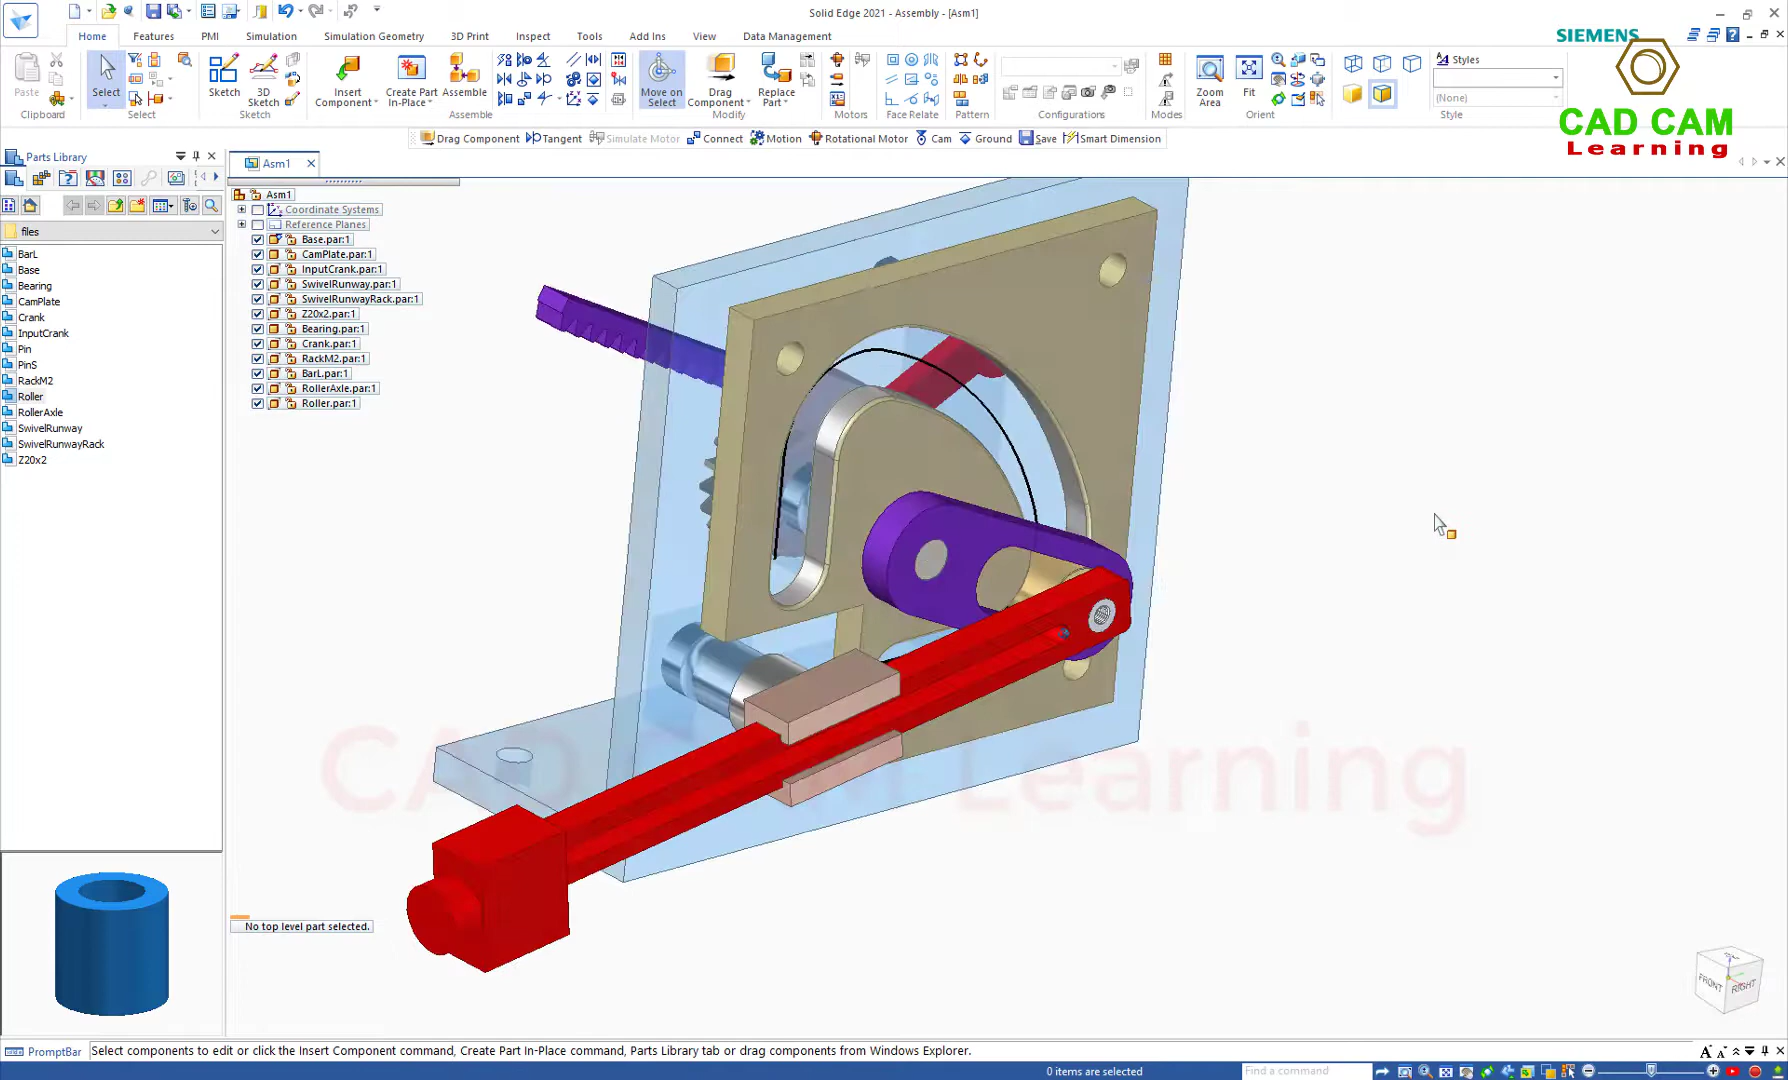 Solid Edge 2021 - Assembly - [Asm1]
Home Features PMI Simulation Simulation Geometry 3D Print Inspect Tools Add Ins View Data Management
SIEMENS
CAD CAM
Learning
Paste
Select
Sketch
3D Sketch
Insert Component
Create Part In-Place
Assemble
Move on Select
Drag Component
Replace Part
Zoom Area
Fit
Styles
(None)
Clipboard Select Sketch Assemble Modify Motors Face Relate Pattern Configurations Modes Orient Style
Drag Component Tangent Simulate Motor Connect Motion Rotational Motor Cam Ground Save Smart Dimension
Parts Library
Asm1
files
BarL
Base
Bearing
CamPlate
Crank
InputCrank
Pin
PinS
RackM2
Roller
RollerAxle
SwivelRunway
SwivelRunwayRack
Z20x2
Asm1
Coordinate Systems
Reference Planes
Base.par:1
CamPlate.par:1
InputCrank.par:1
SwivelRunway.par:1
SwivelRunwayRack.par:1
Z20x2.par:1
Bearing.par:1
Crank.par:1
RackM2.par:1
BarL.par:1
RollerAxle.par:1
Roller.par:1
No top level part selected.
FRONT RIGHT
PromptBar
Select components to edit or click the Insert Component command, Create Part In-Place command, Parts Library tab or drag components from Windows Explorer.
0 items are selected
Find a command